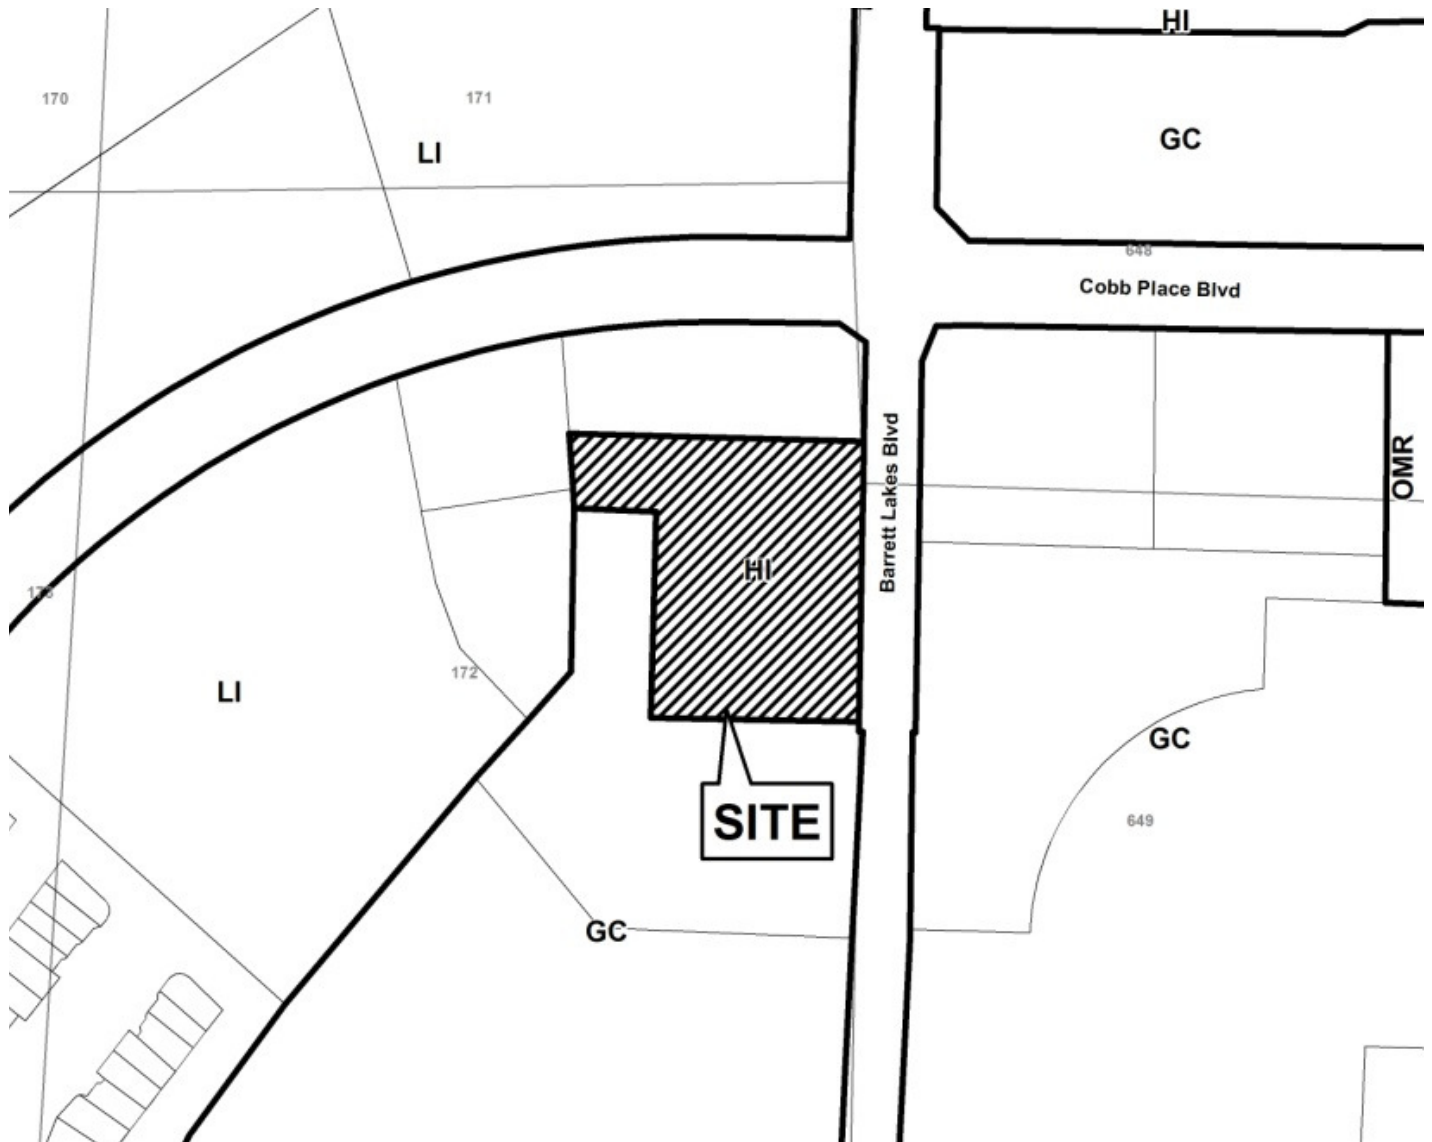 HI
170
171
GC
LI
648
Cobb Place Blvd
Barrett Lakes Blvd
OMR
HI
172
LI
GC
SITE
649
GC